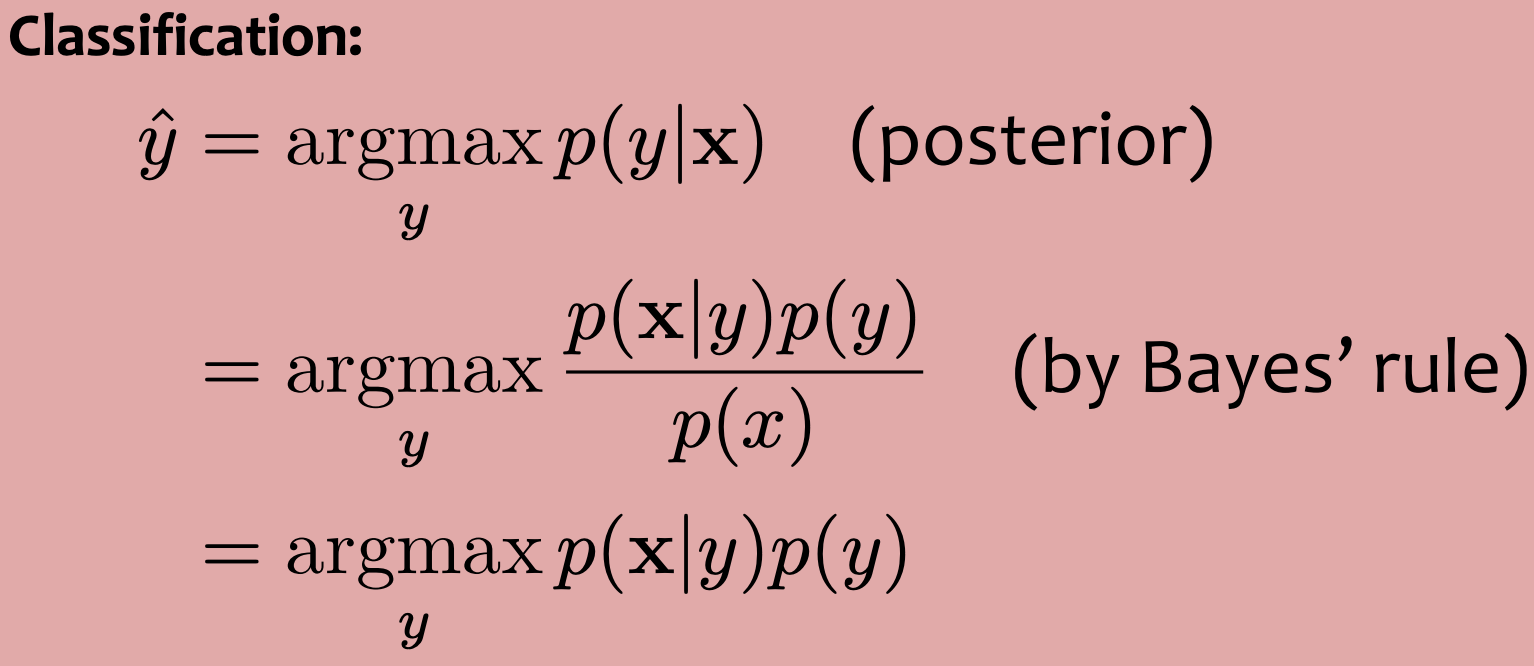 Classification:
ŷ = argmax p(y|𝐱) (posterior)
y
p(𝐱|y)p(y)
= argmax (by Bayes’ rule)
y
p(x)
= argmax p(𝐱|y)p(y)
y